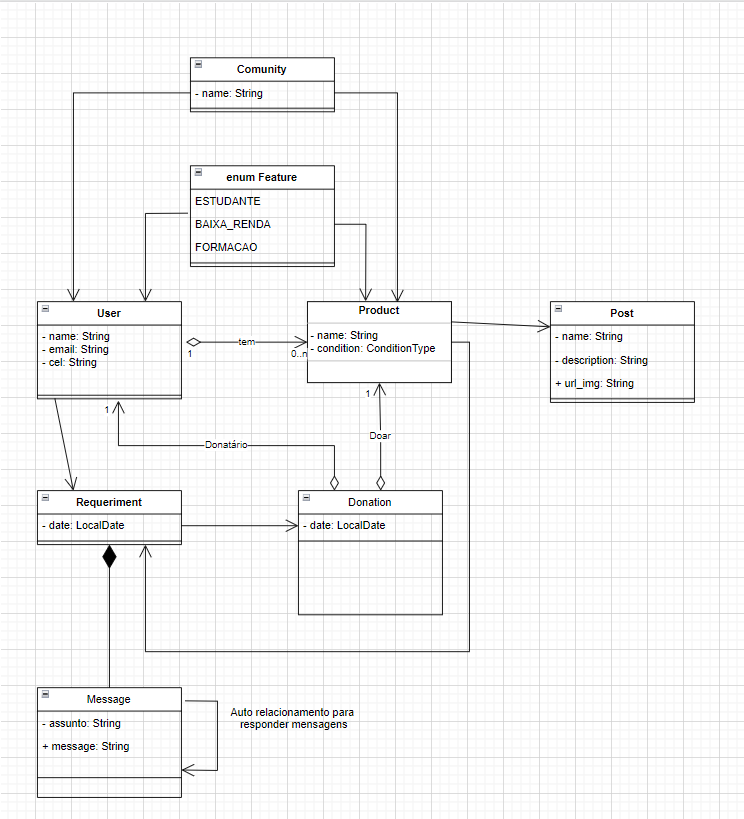 Comunity
- name: String
enum Feature
ESTUDANTE
BAIXA_RENDA
FORMACAO
User
- name: String
- email: String
- cel: String
1
tem
0..n
Product
- name: String
- condition: ConditionType
Post
- name: String
- description: String
+ url_img: String
1
Donatário
1
Doar
Requeriment
- date: LocalDate
Donation
- date: LocalDate
Message
- assunto: String
+ message: String
Auto relacionamento para
responder mensagens